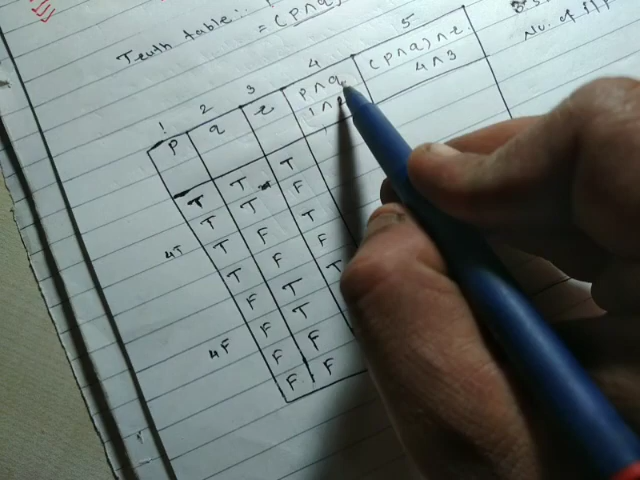 Truth table:
= (p∧q)
No. of
1 2 3 4 5
p q r p∧q (p∧q)∧r
1∧2 4∧3
T T T
T T F
4T T F T
T F F
F T T
F T
4F F F
F F